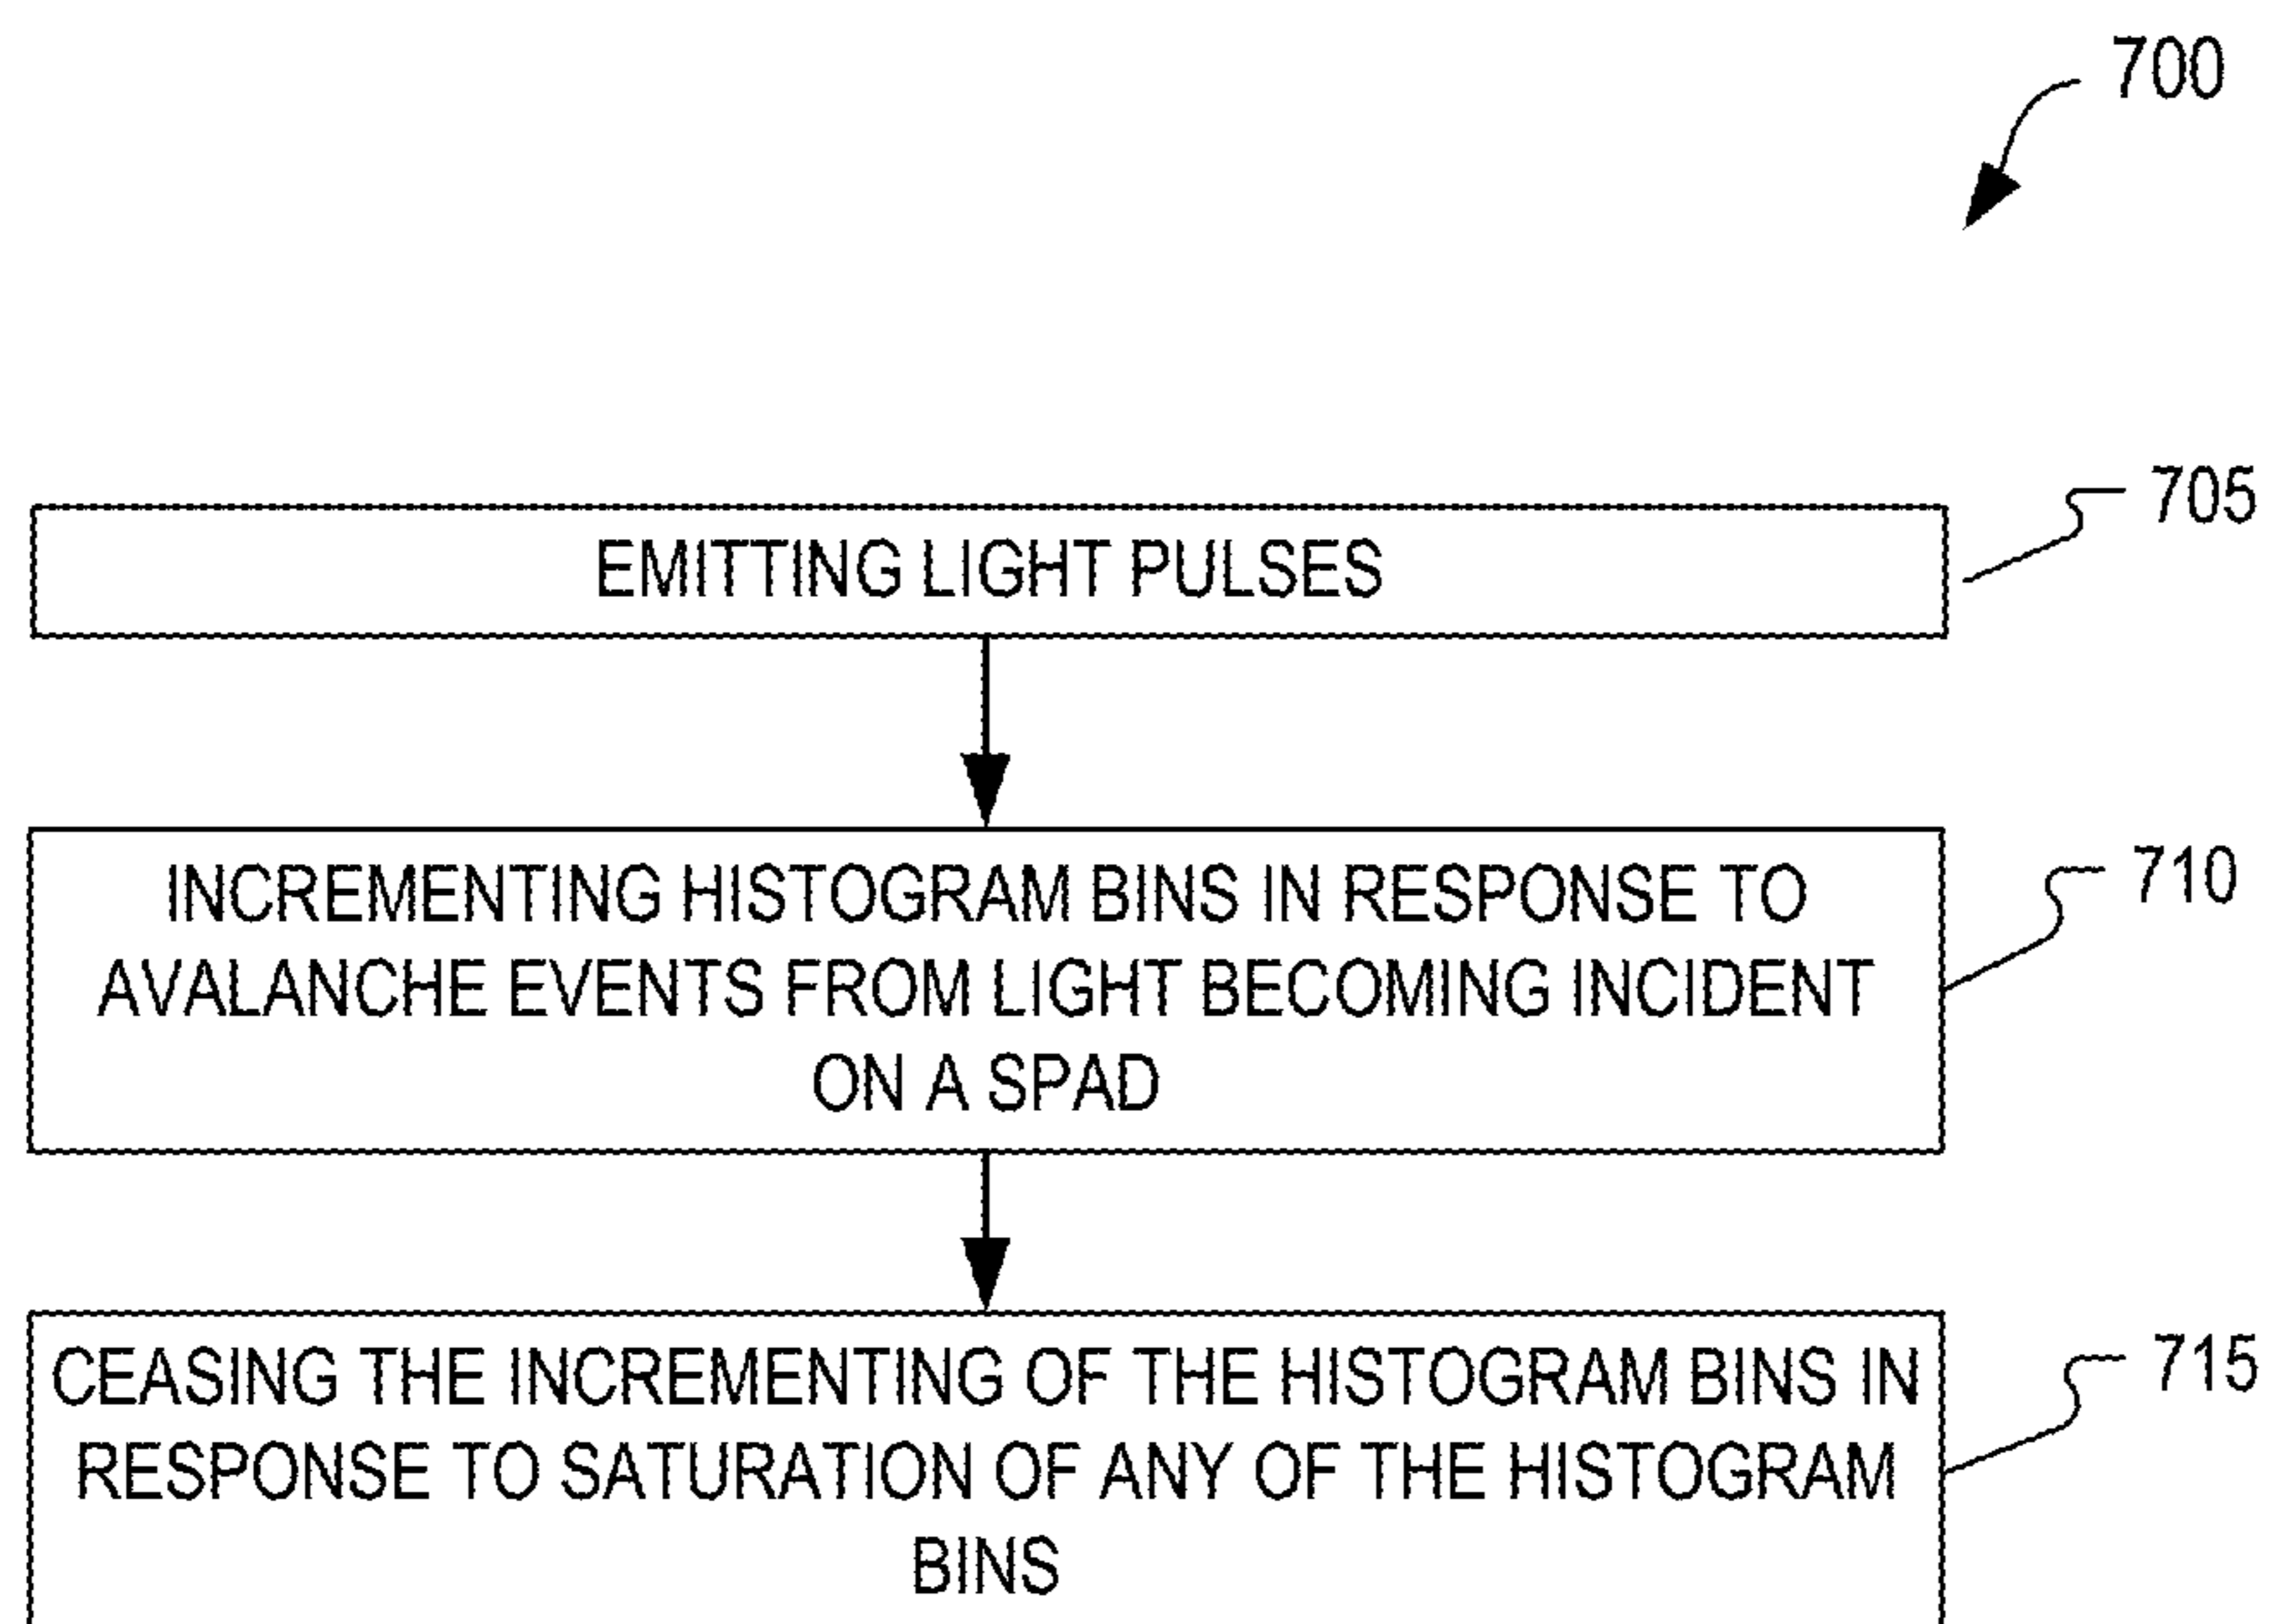 700
705
EMITTING LIGHT PULSES
INCREMENTING HISTOGRAM BINS IN RESPONSE TO
AVALANCHE EVENTS FROM LIGHT BECOMING INCIDENT
ON A SPAD
710
CEASING THE INCREMENTING OF THE HISTOGRAM BINS IN
RESPONSE TO SATURATION OF ANY OF THE HISTOGRAM
BINS
715